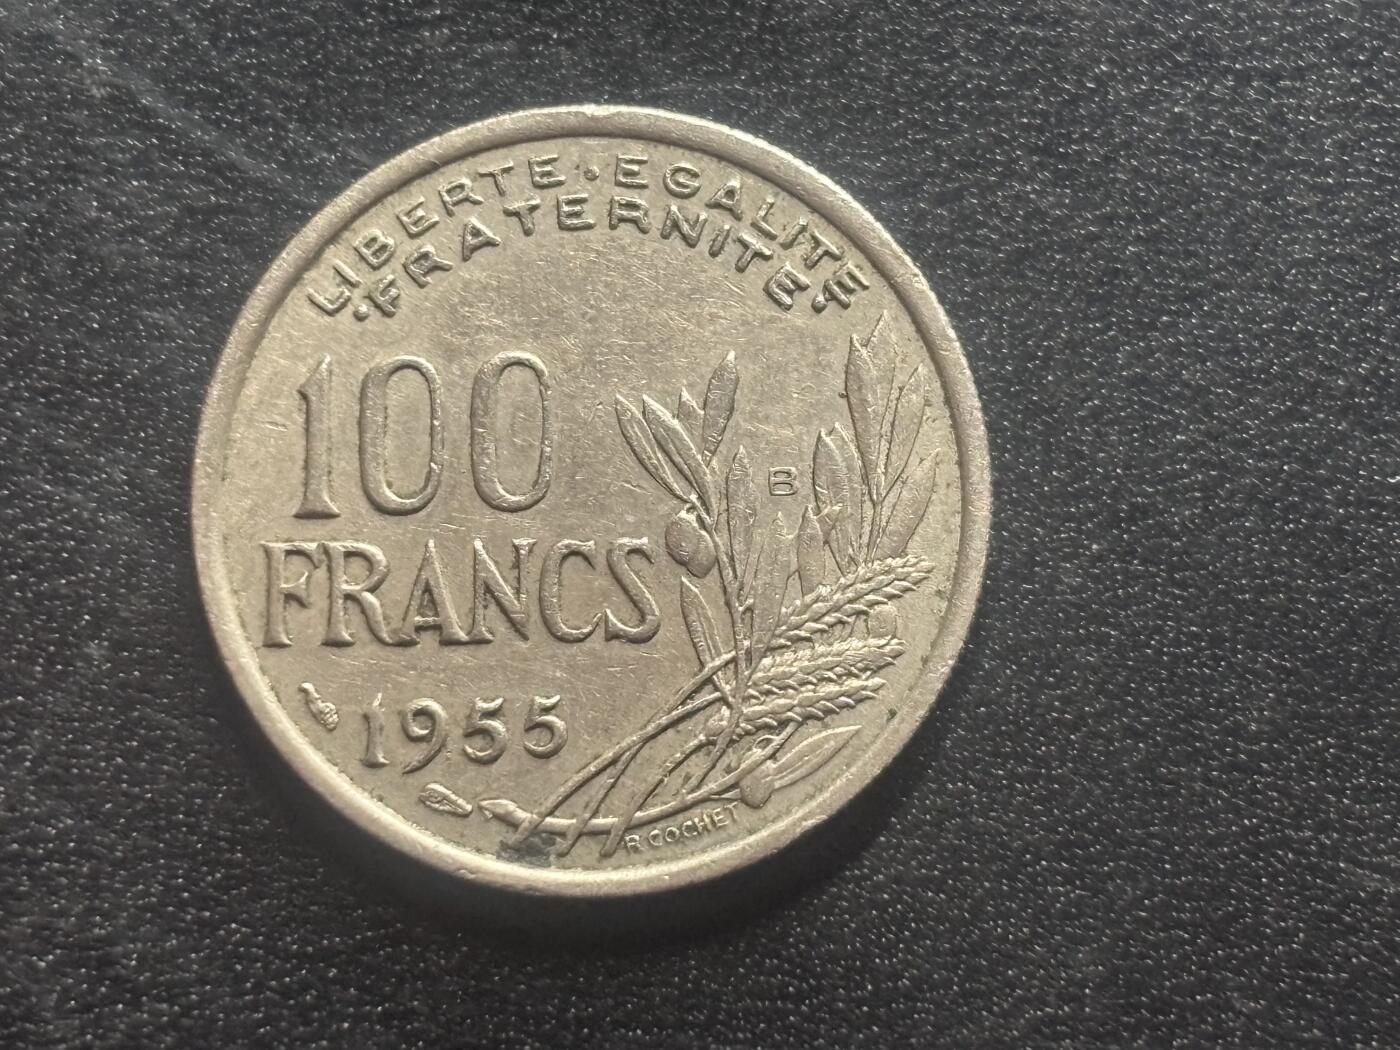 LIBERTE·EGALITE
·FRATERNITE·
100
FRANCS
B
1955
R COCHET